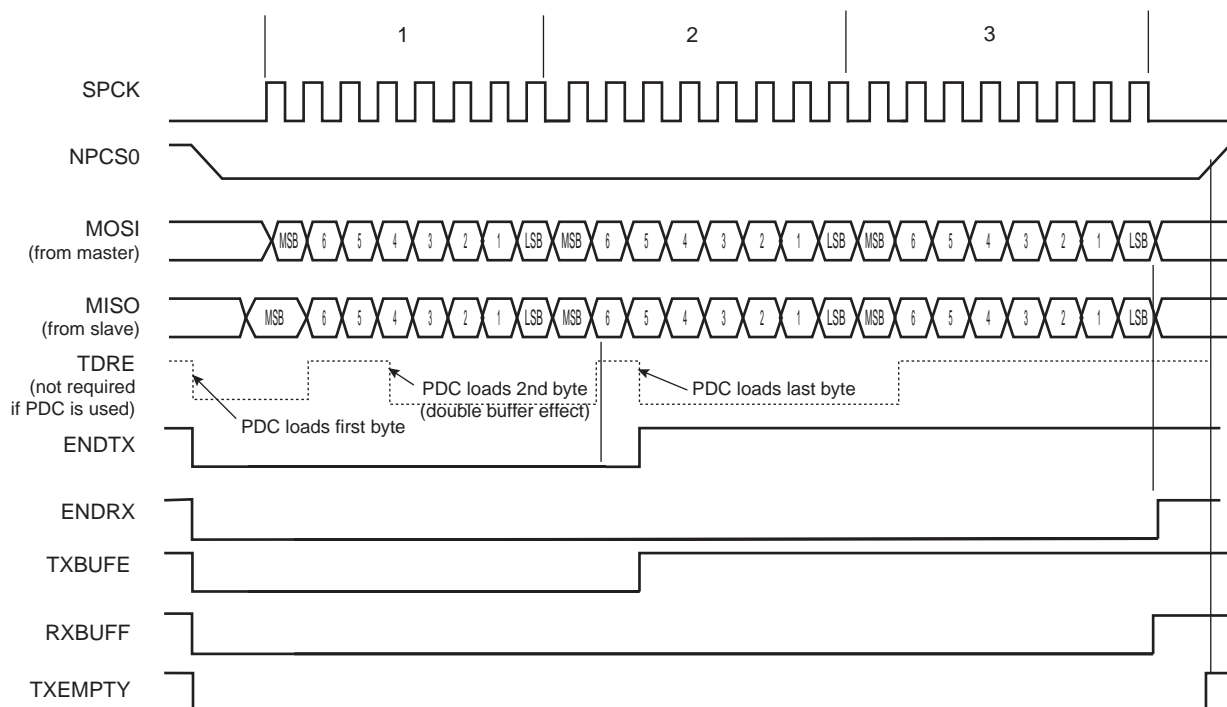 1 2 3
SPCK
NPCS0
MOSI
(from master)
MSB 6 5 4 3 2 1 LSB MSB 6 5 4 3 2 1 LSB MSB 6 5 4 3 2 1 LSB
MISO
(from slave)
MSB 6 5 4 3 2 1 LSB MSB 6 5 4 3 2 1 LSB MSB 6 5 4 3 2 1 LSB
TDRE
(not required
if PDC is used)
PDC loads first byte
PDC loads 2nd byte
(double buffer effect)
PDC loads last byte
ENDTX
ENDRX
TXBUFE
RXBUFF
TXEMPTY